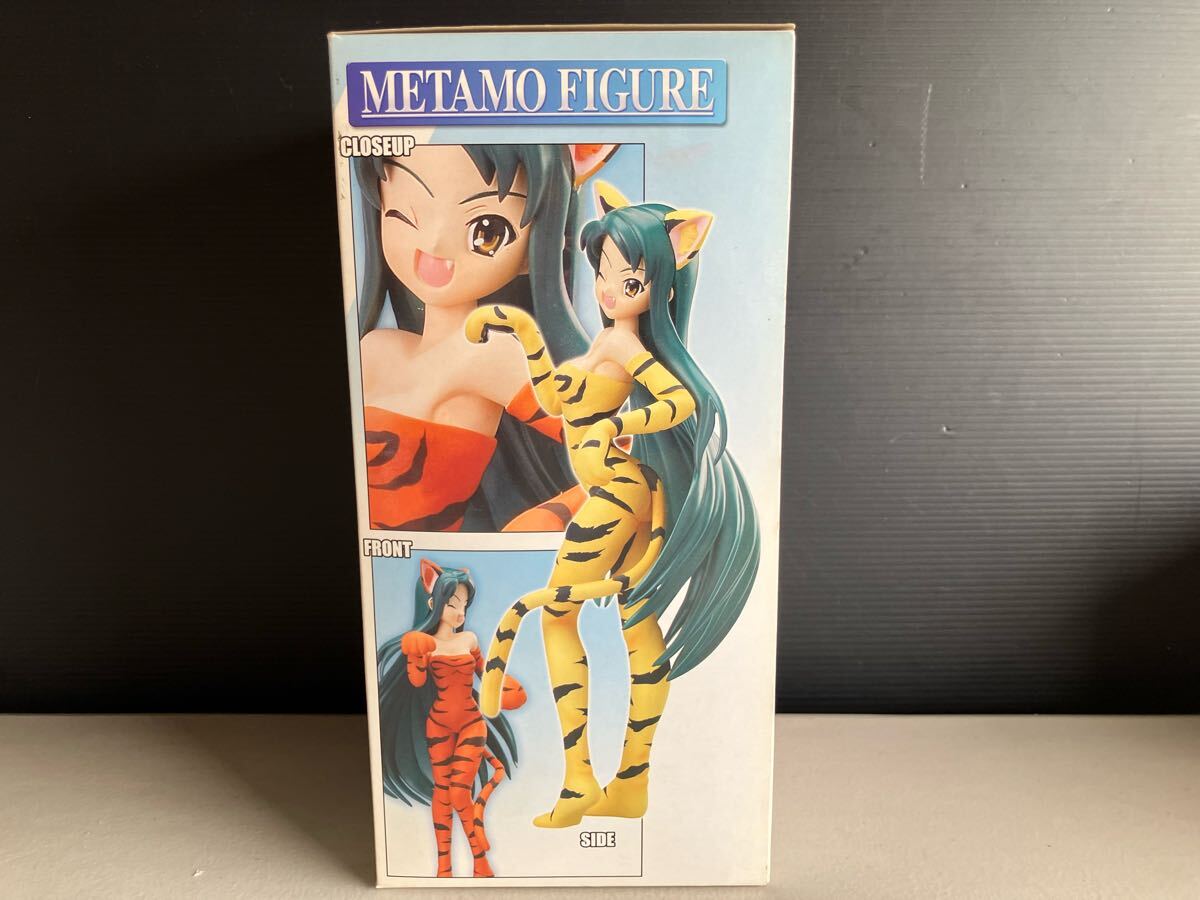 METAMO FIGURE
CLOSEUP
FRONT
SIDE